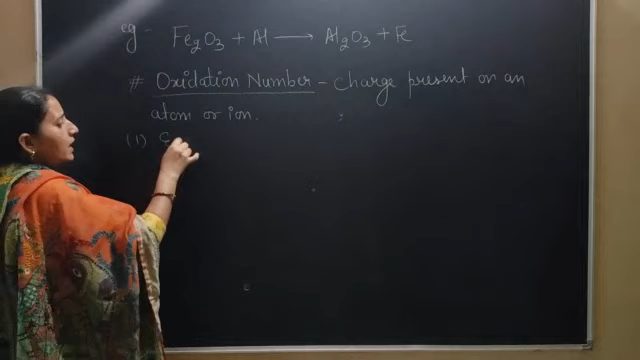 eg - Fe2O3 + Al ⟶ Al2O3 + Fe
# Oxidation Number - Charge present on an
atom or ion.
(1)